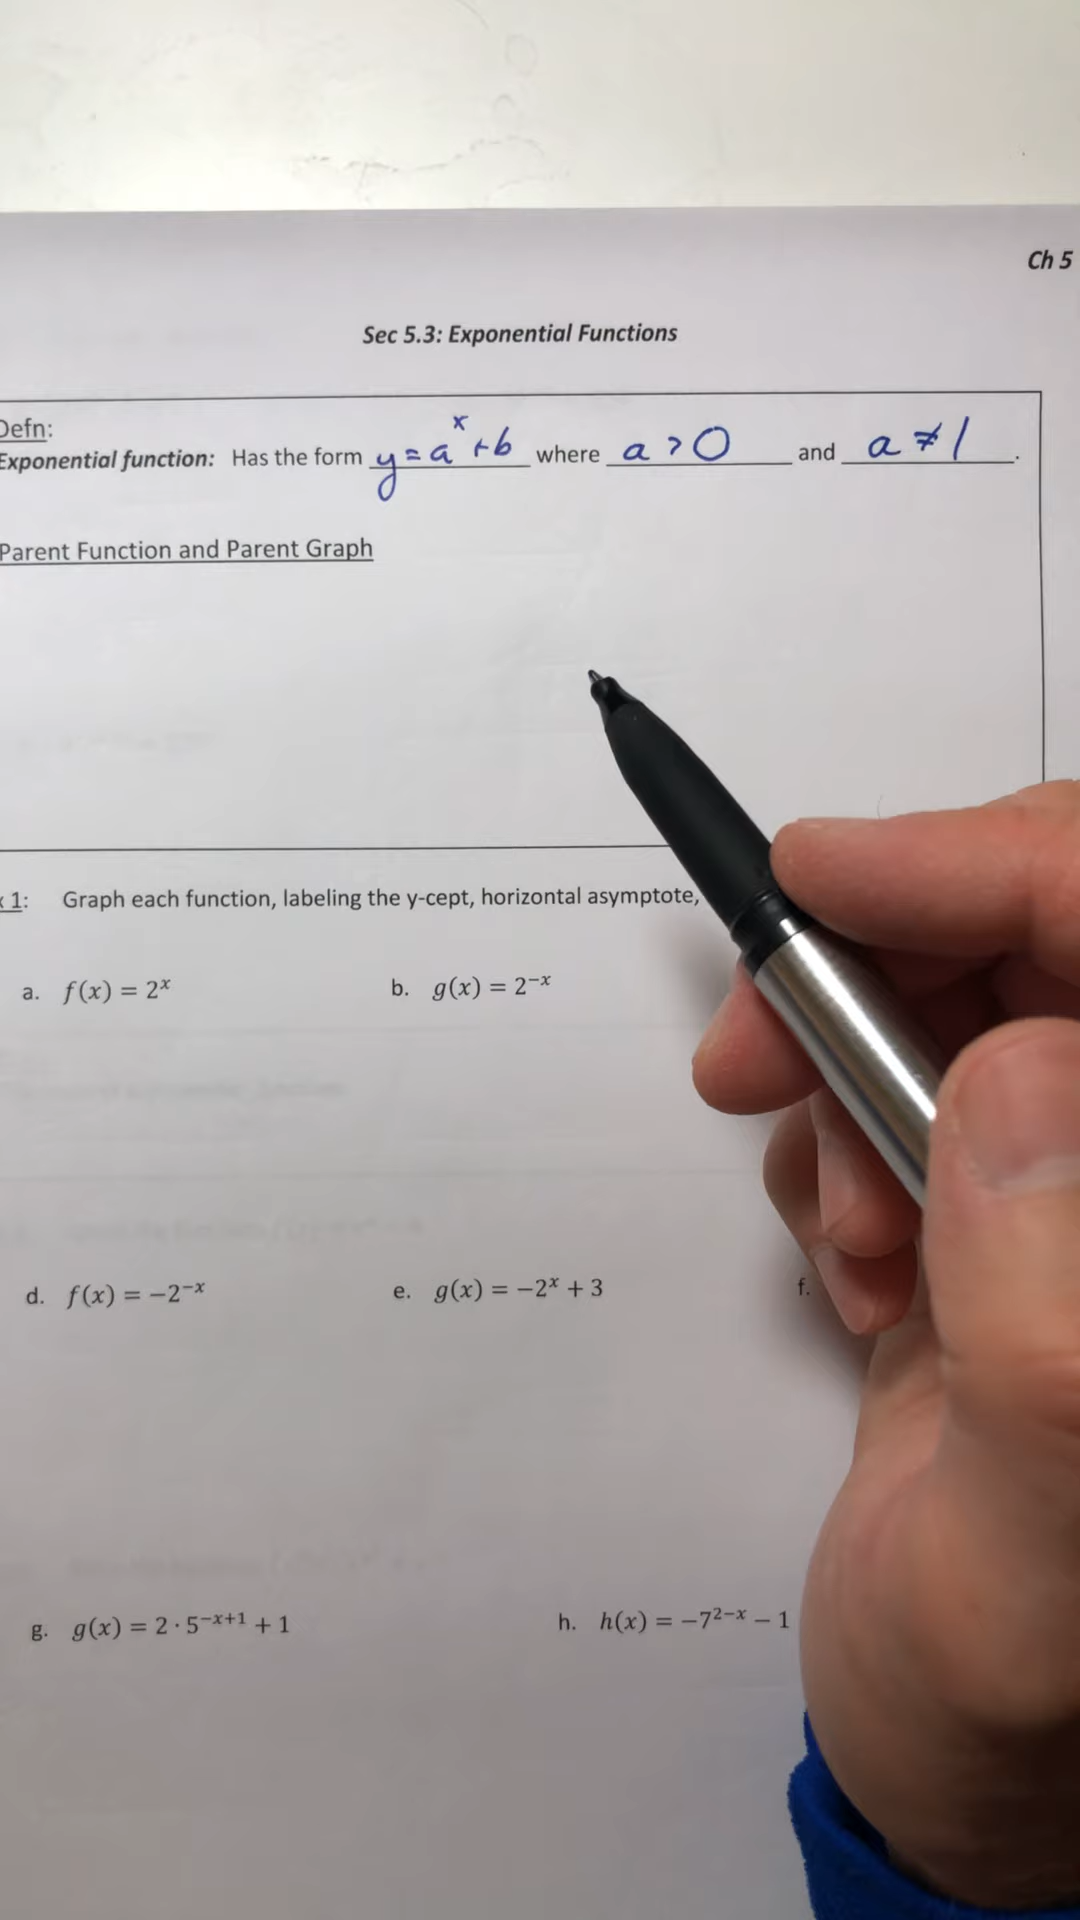 Ch 5
Sec 5.3: Exponential Functions
Defn:
Exponential function: Has the form y = a^x + b where a > 0 and a ≠ 1.
Parent Function and Parent Graph
1: Graph each function, labeling the y-cept, horizontal asymptote,
a. f(x) = 2^x b. g(x) = 2^−x
d. f(x) = −2^−x e. g(x) = −2^x + 3 f.
g. g(x) = 2 · 5^−x+1 + 1 h. h(x) = −7^2−x − 1